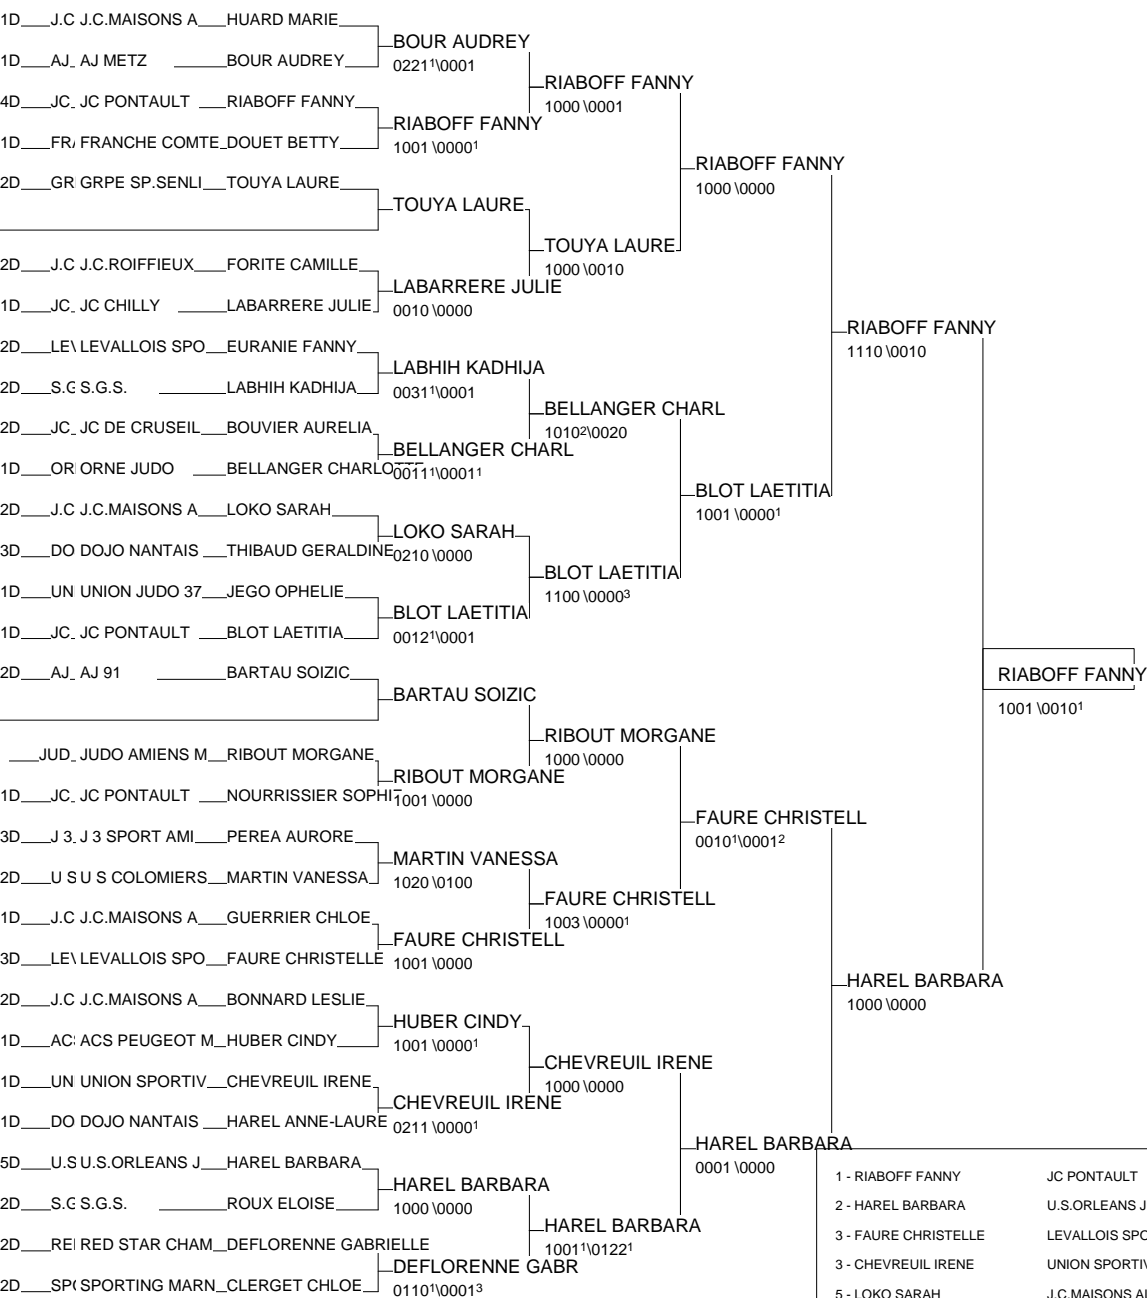 1D J.C J.C.MAISONS A HUARD MARIE
BOUR AUDREY
1D AJ AJ METZ BOUR AUDREY
0221¹\0001
RIABOFF FANNY
1000 \0001
4D JC JC PONTAULT RIABOFF FANNY
RIABOFF FANNY
1D FR FRANCHE COMTE DOUET BETTY
1001 \0000¹
RIABOFF FANNY
1000 \0000
2D GR GRPE SP.SENLI TOUYA LAURE
TOUYA LAURE
TOUYA LAURE
1000 \0010
2D J.C J.C.ROIFFIEUX FORITE CAMILLE
LABARRERE JULIE
1D JC JC CHILLY LABARRERE JULIE
0010 \0000
RIABOFF FANNY
1110 \0010
2D LEV LEVALLOIS SPO EURANIE FANNY
LABHIH KADHIJA
2D S.G S.G.S. LABHIH KADHIJA
0031¹\0001
BELLANGER CHARL
1010²\0020
2D JC JC DE CRUSEIL BOUVIER AURELIA
BELLANGER CHARL
1D OR ORNE JUDO BELLANGER CHARLOTTE
0011¹\0001¹
BLOT LAETITIA
1001 \0000¹
2D J.C J.C.MAISONS A LOKO SARAH
LOKO SARAH
3D DO DOJO NANTAIS THIBAUD GERALDINE
0210 \0000
BLOT LAETITIA
1100 \0000³
1D UN UNION JUDO 37 JEGO OPHELIE
BLOT LAETITIA
1D JC JC PONTAULT BLOT LAETITIA
0012¹\0001
RIABOFF FANNY
1001 \0010¹
2D AJ AJ 91 BARTAU SOIZIC
BARTAU SOIZIC
RIBOUT MORGANE
1000 \0000
JUD JUDO AMIENS M RIBOUT MORGANE
RIBOUT MORGANE
1D JC JC PONTAULT NOURRISSIER SOPHIE
1001 \0000
FAURE CHRISTELL
0010¹\0001²
3D J 3 J 3 SPORT AMI PEREA AURORE
MARTIN VANESSA
2D U S U S COLOMIERS MARTIN VANESSA
1020 \0100
FAURE CHRISTELL
1003 \0000¹
1D J.C J.C.MAISONS A GUERRIER CHLOE
FAURE CHRISTELL
3D LEV LEVALLOIS SPO FAURE CHRISTELLE
1001 \0000
HAREL BARBARA
1000 \0000
2D J.C J.C.MAISONS A BONNARD LESLIE
HUBER CINDY
1D AC ACS PEUGEOT M HUBER CINDY
1001 \0000¹
CHEVREUIL IRENE
1000 \0000
1D UN UNION SPORTIV CHEVREUIL IRENE
CHEVREUIL IRENE
1D DO DOJO NANTAIS HAREL ANNE-LAURE
0211 \0000¹
HAREL BARBARA
0001 \0000
5D U.S U.S.ORLEANS J HAREL BARBARA
HAREL BARBARA
2D S.G S.G.S. ROUX ELOISE
1000 \0000
HAREL BARBARA
1001¹\0122¹
2D RE RED STAR CHAM DEFLORENNE GABRIELLE
DEFLORENNE GABR
2D SPO SPORTING MARN CLERGET CHLOE
0110¹\0001³
1 - RIABOFF FANNY JC PONTAULT
2 - HAREL BARBARA U.S.ORLEANS J
3 - FAURE CHRISTELLE LEVALLOIS SPO
3 - CHEVREUIL IRENE UNION SPORTIV
5 - LOKO SARAH J.C.MAISONS A